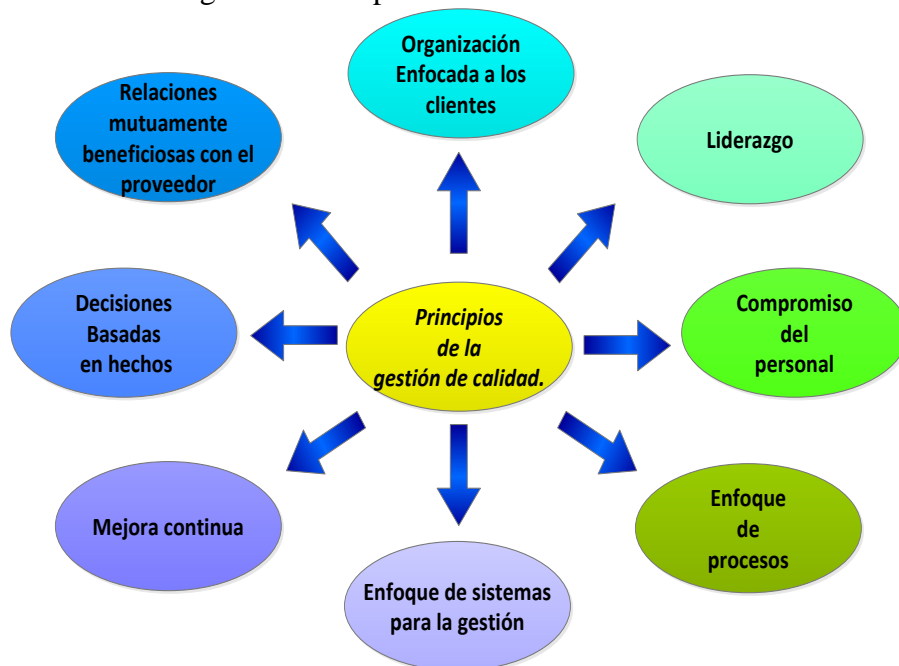 Organización
Enfocada a los
clientes
Relaciones
mutuamente
beneficiosas con el
proveedor
Liderazgo
Decisiones
Basadas
en hechos
Principios
de la
gestión de calidad.
Compromiso
del
personal
Mejora continua
Enfoque
de
procesos
Enfoque de sistemas
para la gestión